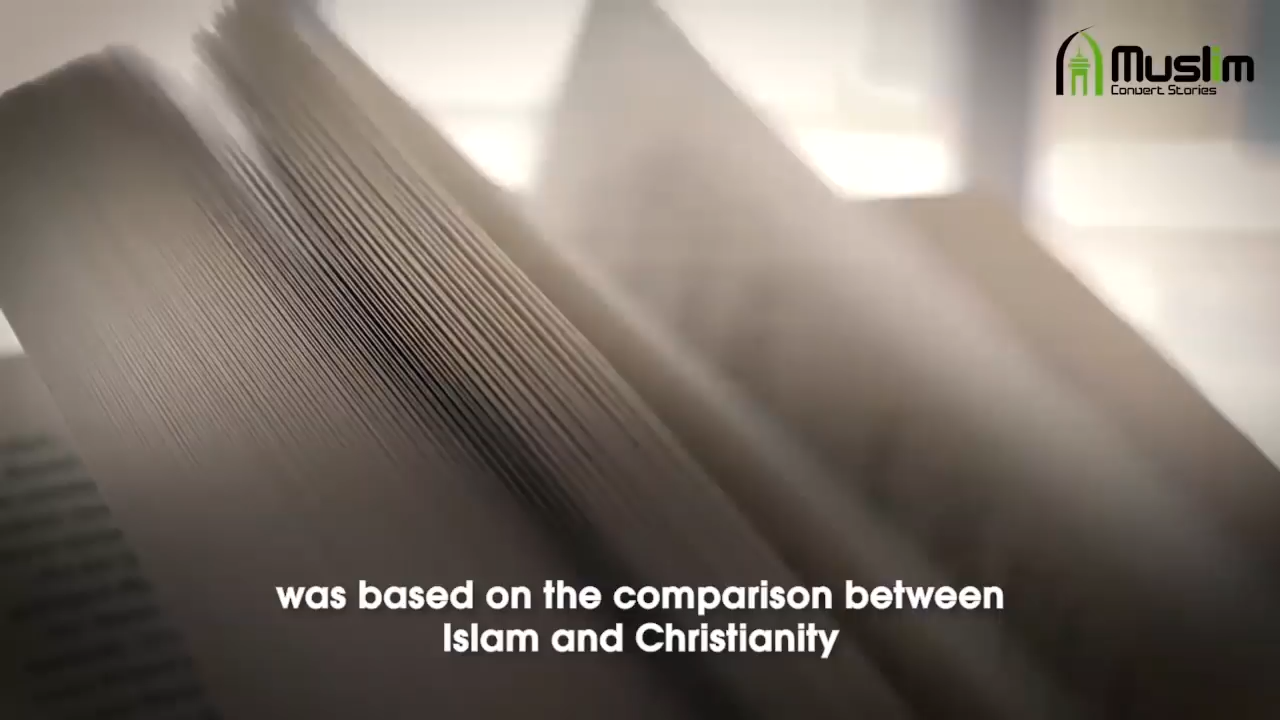 Muslim
Convert Stories
was based on the comparison between
Islam and Christianity